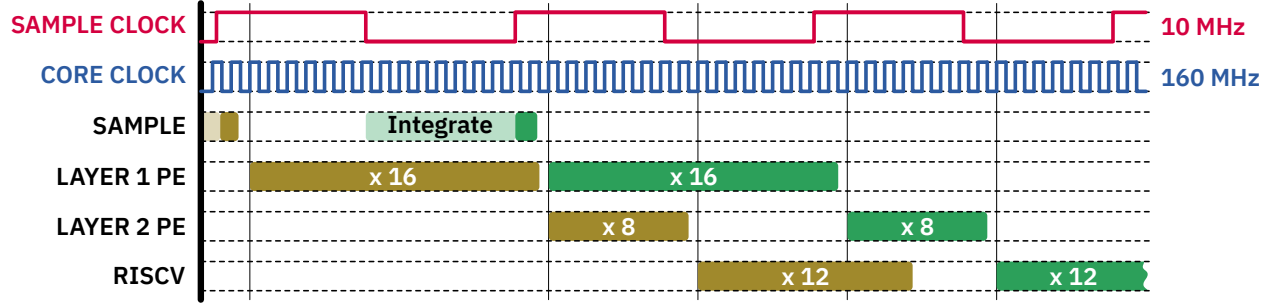 SAMPLE CLOCK 10 MHz
CORE CLOCK 160 MHz
SAMPLE Integrate
LAYER 1 PE x 16 x 16
LAYER 2 PE x 8 x 8
RISCV x 12 x 12